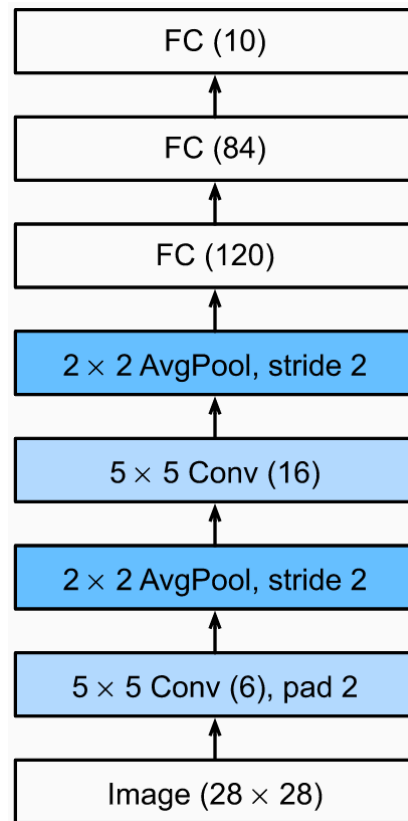 FC (10)
FC (84)
FC (120)
2 × 2 AvgPool, stride 2
5 × 5 Conv (16)
2 × 2 AvgPool, stride 2
5 × 5 Conv (6), pad 2
Image (28 × 28)